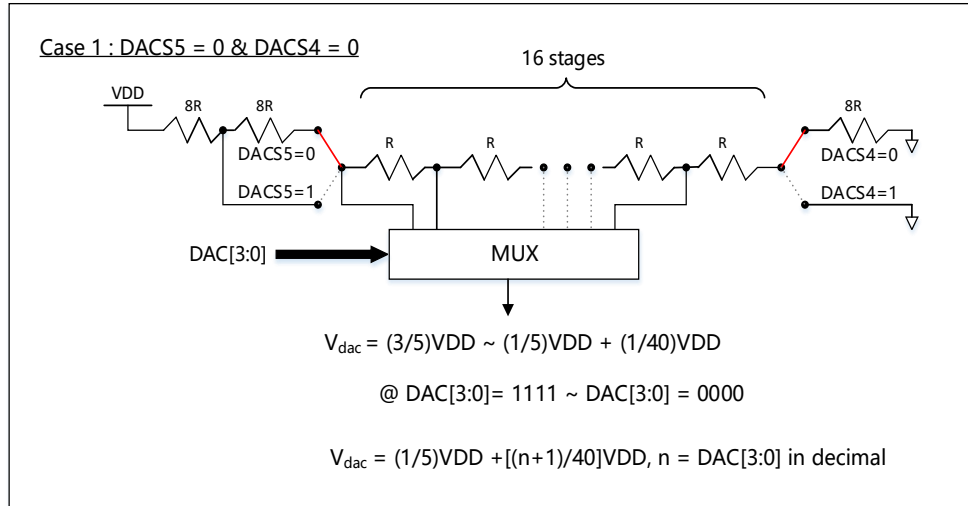 Case 1 : DACS5 = 0 & DACS4 = 0
16 stages
VDD
8R
8R
8R
DACS5=0
R
R
R
R
DACS4=0
DACS5=1
DACS4=1
DAC[3:0]
MUX
Vdac = (3/5)VDD ~ (1/5)VDD + (1/40)VDD
@ DAC[3:0]= 1111 ~ DAC[3:0] = 0000
Vdac = (1/5)VDD +[(n+1)/40]VDD, n = DAC[3:0] in decimal